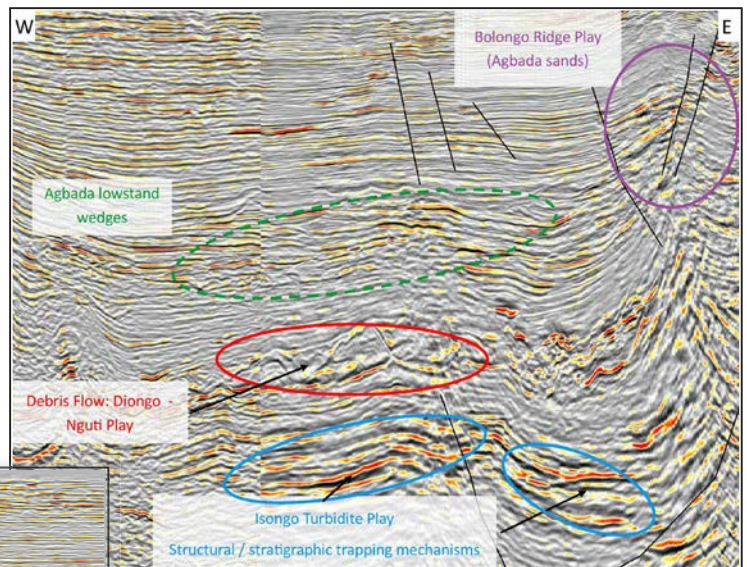 W
E
Bolongo Ridge Play
(Agbada sands)
Agbada lowstand
wedges
Debris Flow: Diongo -
Nguti Play
Isongo Turbidite Play
Structural / stratigraphic trapping mechanisms